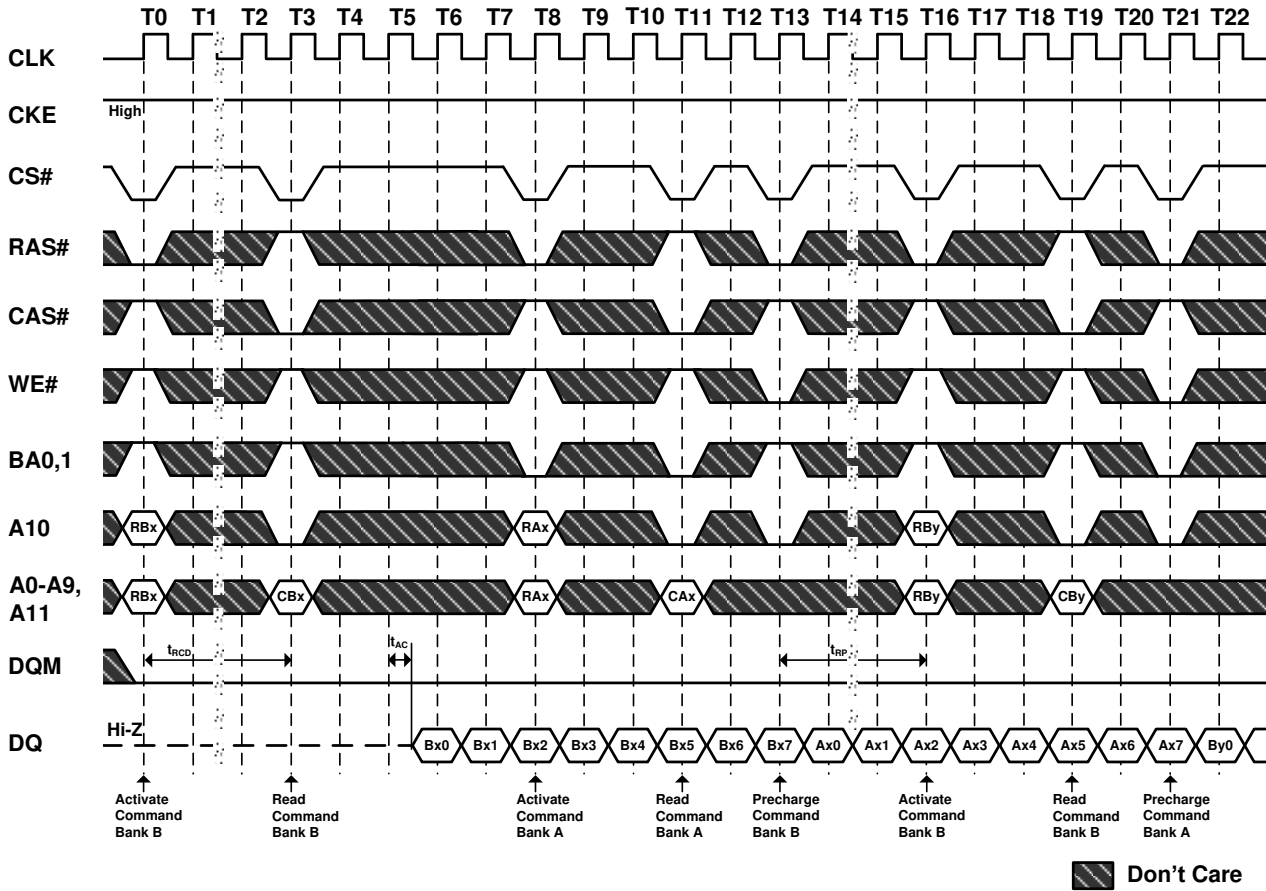 T0 T1 T2 T3 T4 T5 T6 T7 T8 T9 T10 T11 T12 T13 T14 T15 T16 T17 T18 T19 T20 T21 T22
CLK
CKE
High
CS#
RAS#
CAS#
WE#
BA0,1
A10
RBx RAx RBy
A0-A9,
A11
RBx CBx RAx CAx RBy CBy
DQM
tRCD tAC tRP
DQ
Hi-Z
Bx0 Bx1 Bx2 Bx3 Bx4 Bx5 Bx6 Bx7 Ax0 Ax1 Ax2 Ax3 Ax4 Ax5 Ax6 Ax7 By0
Activate
Command
Bank B
Read
Command
Bank B
Activate
Command
Bank A
Read
Command
Bank A
Precharge
Command
Bank B
Activate
Command
Bank B
Read
Command
Bank B
Precharge
Command
Bank A
Don't Care